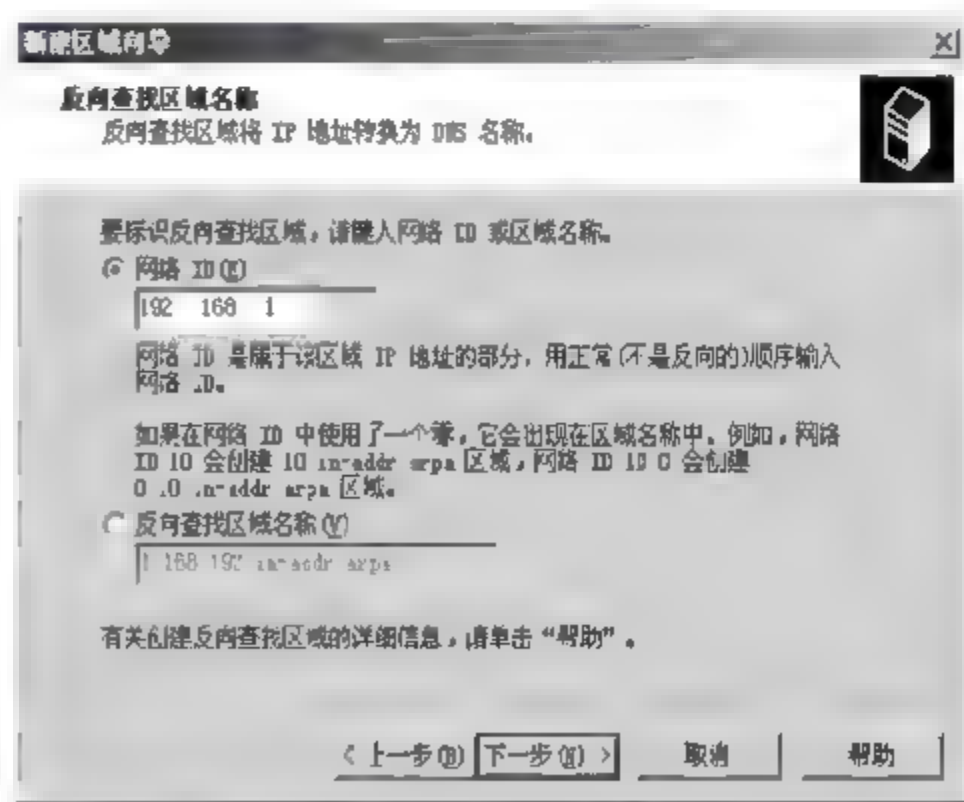 新建区域向导
反向查找区域名称
反向查找区域将 IP 地址转换为 DNS 名称。
要标识反向查找区域，请键入网络 ID 或区域名称。
网络 ID(E)
192 168 1
网络 ID 是属于该区域 IP 地址的部分，用正常(不是反向的)顺序输入
网络 ID。
如果在网络 ID 中使用了一个零，它会出现在区域名称中。例如，网络
ID 10 会创建 10 in-addr arpa 区域，网络 ID 10 0 会创建
0 10 in-addr arpa 区域。
反向查找区域名称(V)
1 168 192 in-addr arpa
有关创建反向查找区域的详细信息，请单击“帮助”。
< 上一步(B)
下一步(N) >
取消
帮助